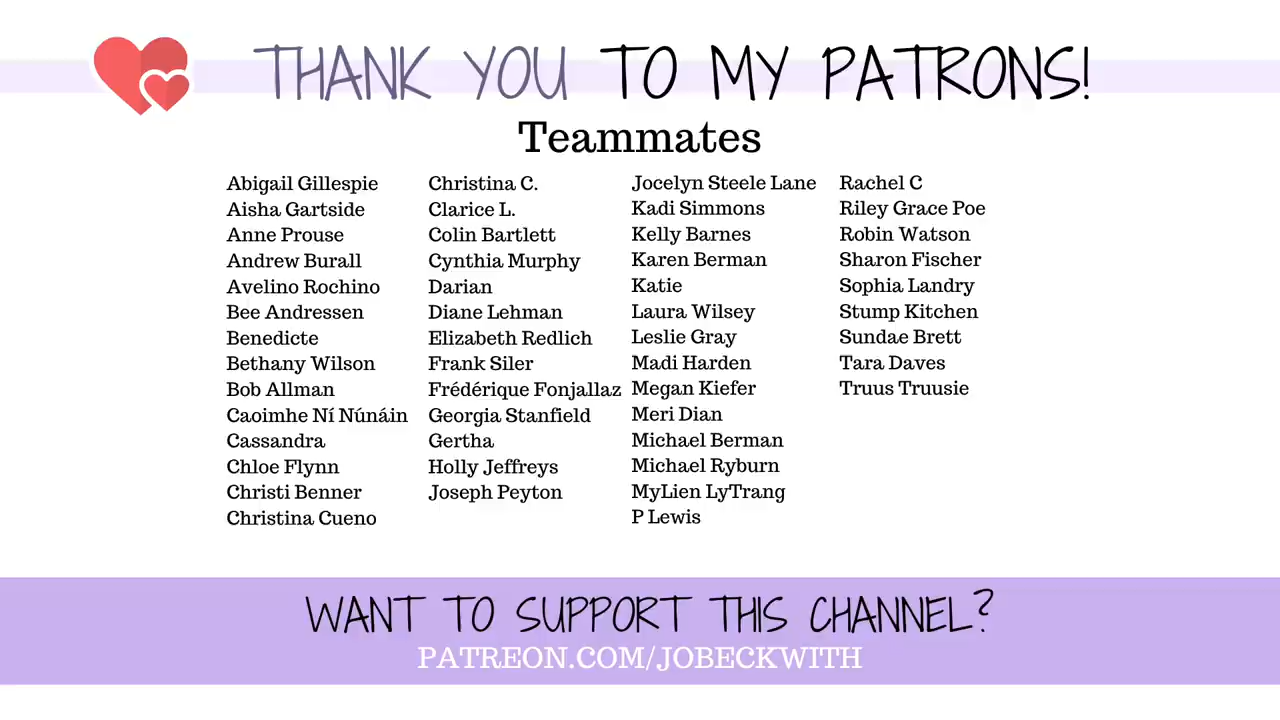 THANK YOU TO MY PATRONS!
Teammates
Abigail Gillespie
Aisha Gartside
Anne Prouse
Andrew Burall
Avelino Rochino
Bee Andressen
Benedicte
Bethany Wilson
Bob Allman
Caoimhe Ní Núnáin
Cassandra
Chloe Flynn
Christi Benner
Christina Cueno
Christina C.
Clarice L.
Colin Bartlett
Cynthia Murphy
Darian
Diane Lehman
Elizabeth Redlich
Frank Siler
Frédérique Fonjallaz
Georgia Stanfield
Gertha
Holly Jeffreys
Joseph Peyton
Jocelyn Steele Lane
Kadi Simmons
Kelly Barnes
Karen Berman
Katie
Laura Wilsey
Leslie Gray
Madi Harden
Megan Kiefer
Meri Dian
Michael Berman
Michael Ryburn
MyLien LyTrang
P Lewis
Rachel C
Riley Grace Poe
Robin Watson
Sharon Fischer
Sophia Landry
Stump Kitchen
Sundae Brett
Tara Daves
Truus Truusie
WANT TO SUPPORT THIS CHANNEL?
PATREON.COM/JOBECKWITH